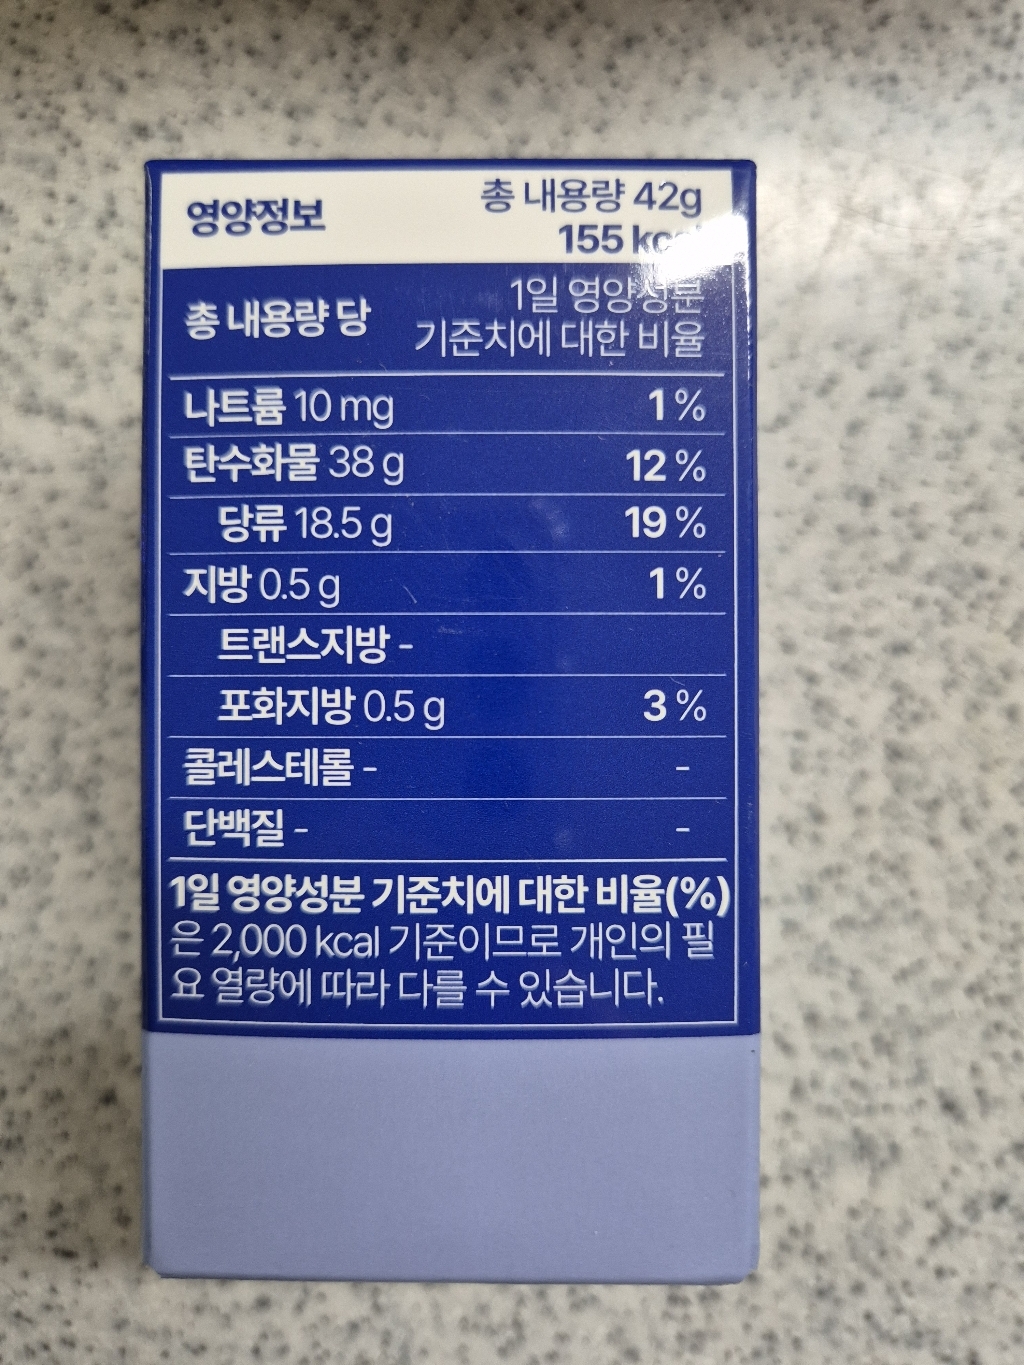 영양정보
총 내용량 42g
155 kcal
총 내용량 당
1일 영양성분
기준치에 대한 비율
나트륨 10 mg 1 %
탄수화물 38 g 12 %
당류 18.5 g 19 %
지방 0.5 g 1 %
트랜스지방 -
포화지방 0.5 g 3 %
콜레스테롤 - -
단백질 - -
1일 영양성분 기준치에 대한 비율(%)
은 2,000 kcal 기준이므로 개인의 필
요 열량에 따라 다를 수 있습니다.